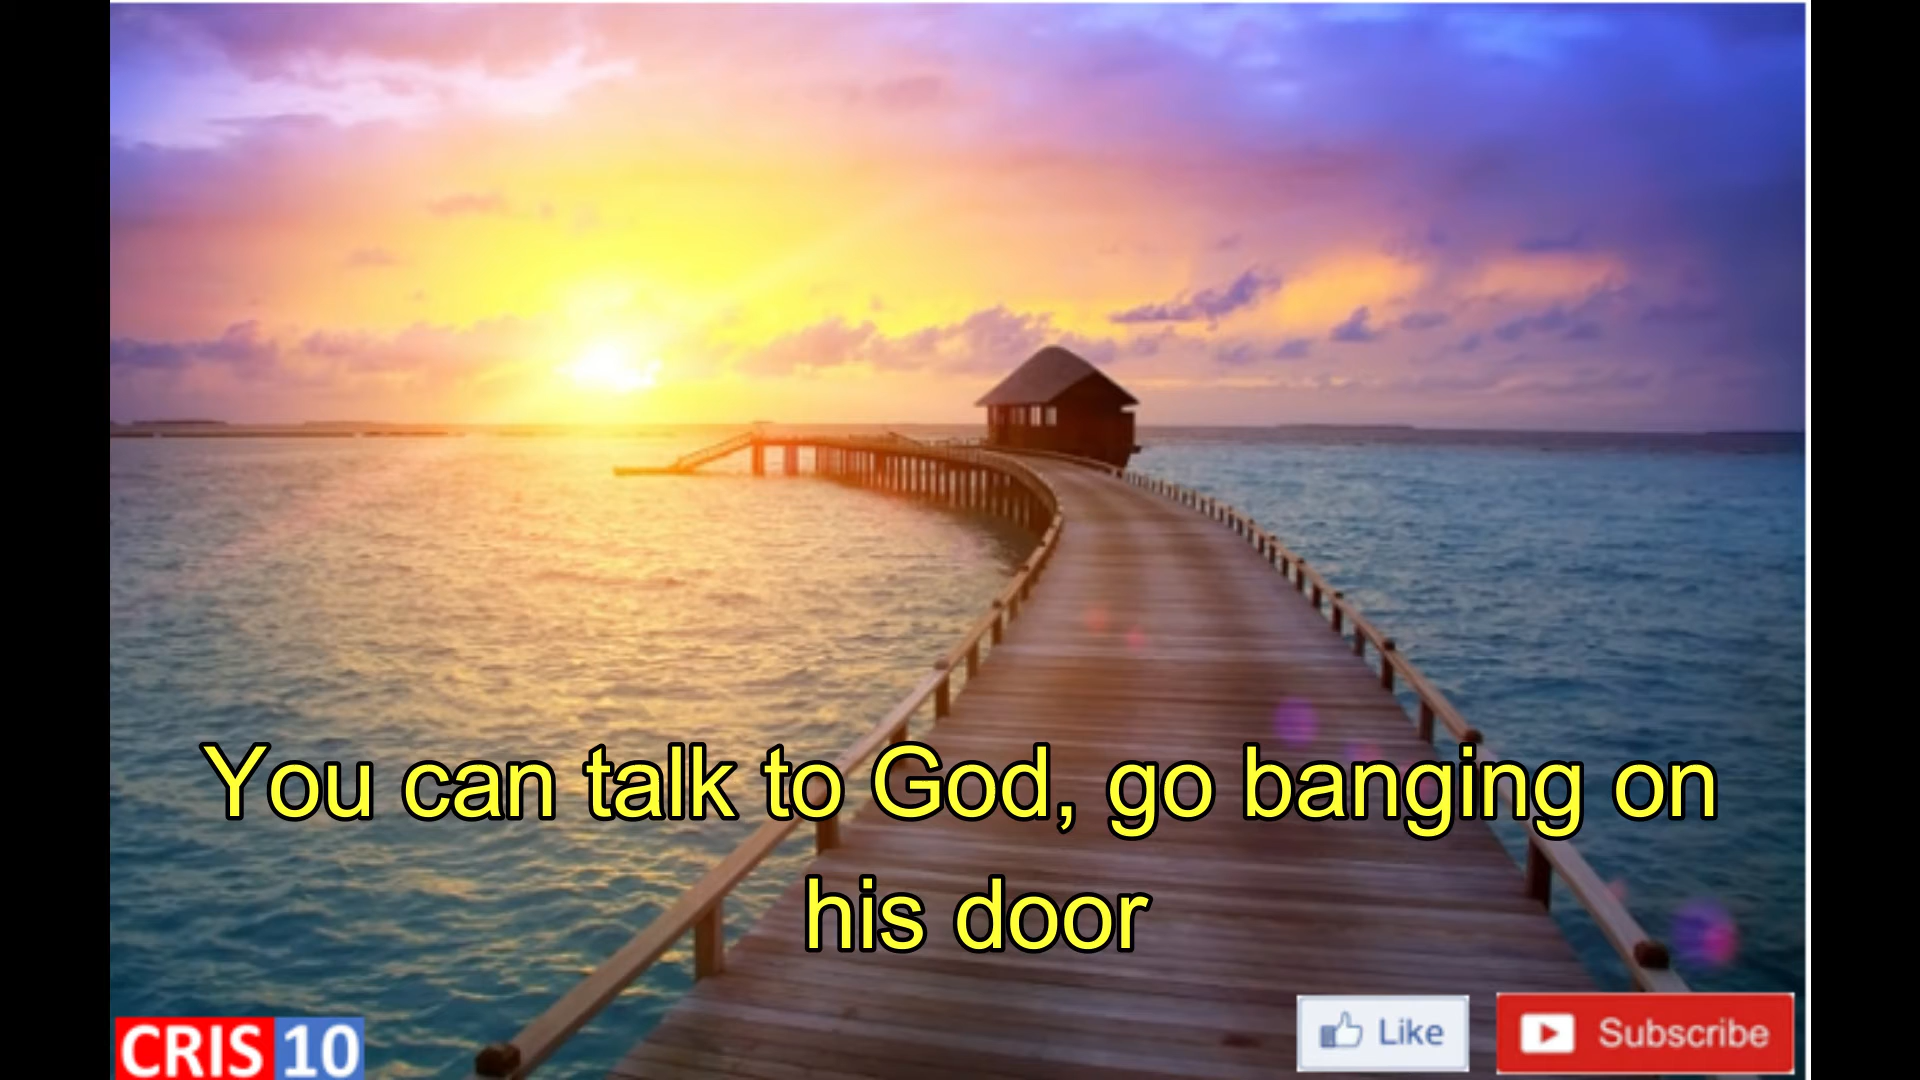 You can talk to God, go banging on
his door
CRIS 10
Like
Subscribe